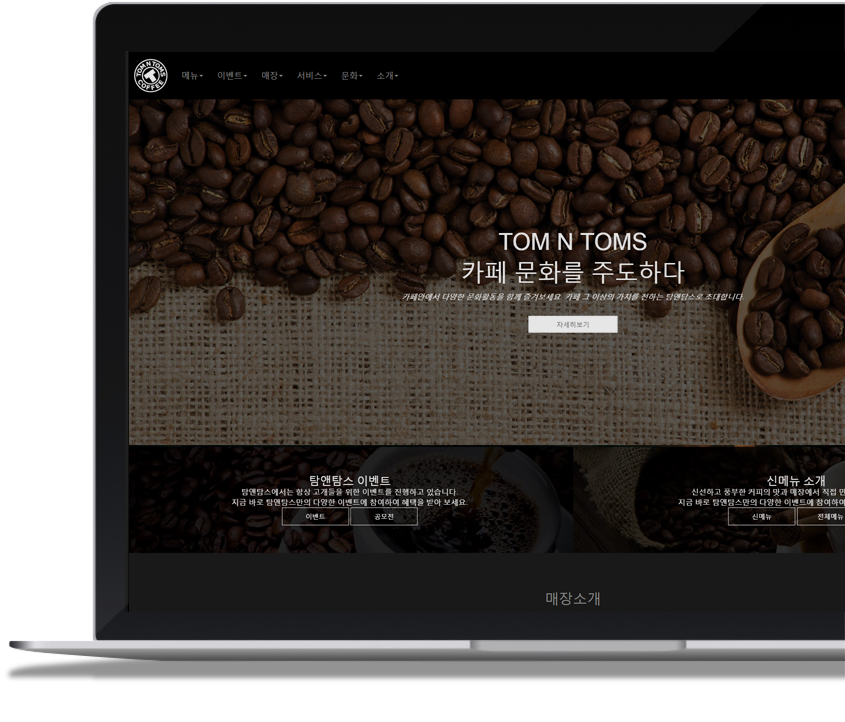 TOM N TOMS COFFEE
메뉴 이벤트 매장 서비스 문화 소개
TOM N TOMS
카페 문화를 주도하다
카페안에서 다양한 문화활동을 함께 즐겨보세요. 카페 그 이상의 가치를 전하는 탐앤탐스로 초대합니다.
자세히보기
탐앤탐스 이벤트
탐앤탐스에서는 항상 고개들을 위한 이벤트를 진행하고 있습니다.
지금 바로 탐앤탐스만의 다양한 이벤트에 참여하여 혜택을 받아 보세요.
이벤트 공모전
신메뉴 소개
신선하고 풍부한 커피의 맛과 매장에서 직접 만
지금 바로 탐앤탐스만의 다양한 이벤트에 참여하여
신메뉴 전체메뉴
매장소개